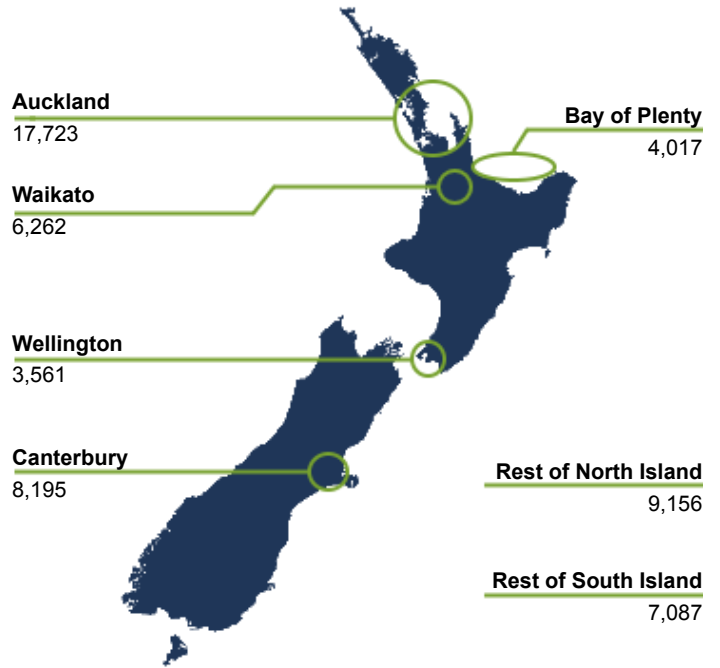 Auckland
17,723
Bay of Plenty
4,017
Waikato
6,262
Wellington
3,561
Canterbury
8,195
Rest of North Island
9,156
Rest of South Island
7,087